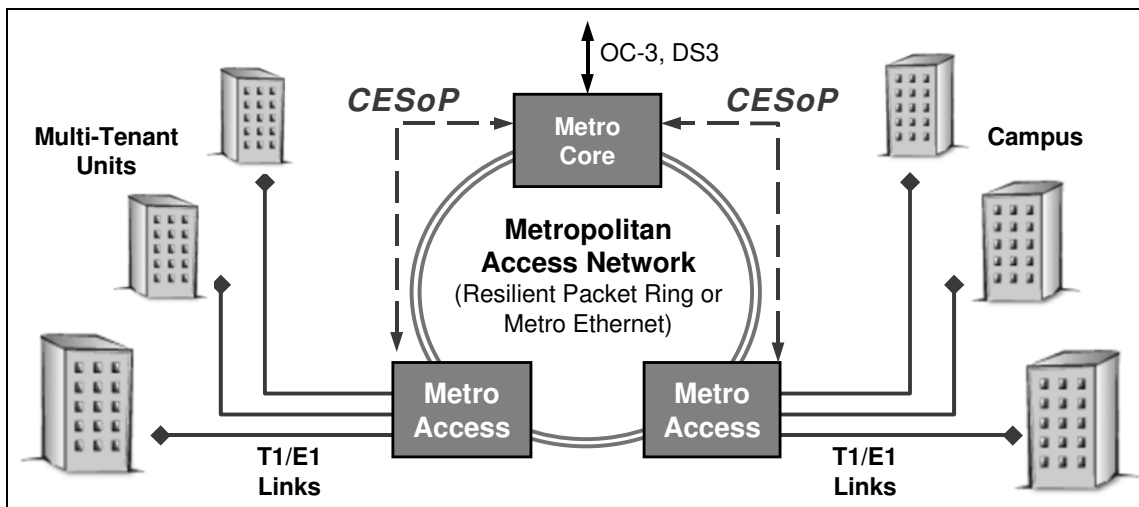 OC-3, DS3
CESoP
CESoP
Metro
Core
Multi-Tenant
Units
Campus
Metropolitan
Access Network
(Resilient Packet Ring or
Metro Ethernet)
Metro
Access
Metro
Access
T1/E1
Links
T1/E1
Links